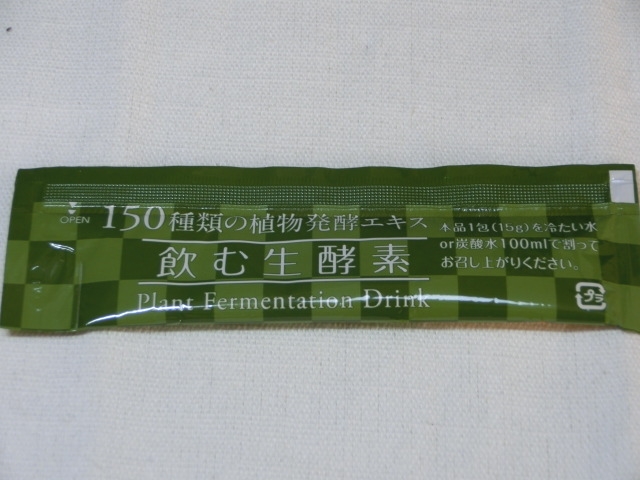 OPEN
150種類の植物発酵エキス
飲む生酵素
Plant Fermentation Drink
本品1包(15g)を冷たい水
or炭酸水100mlで割って
お召し上がりください。
プラ